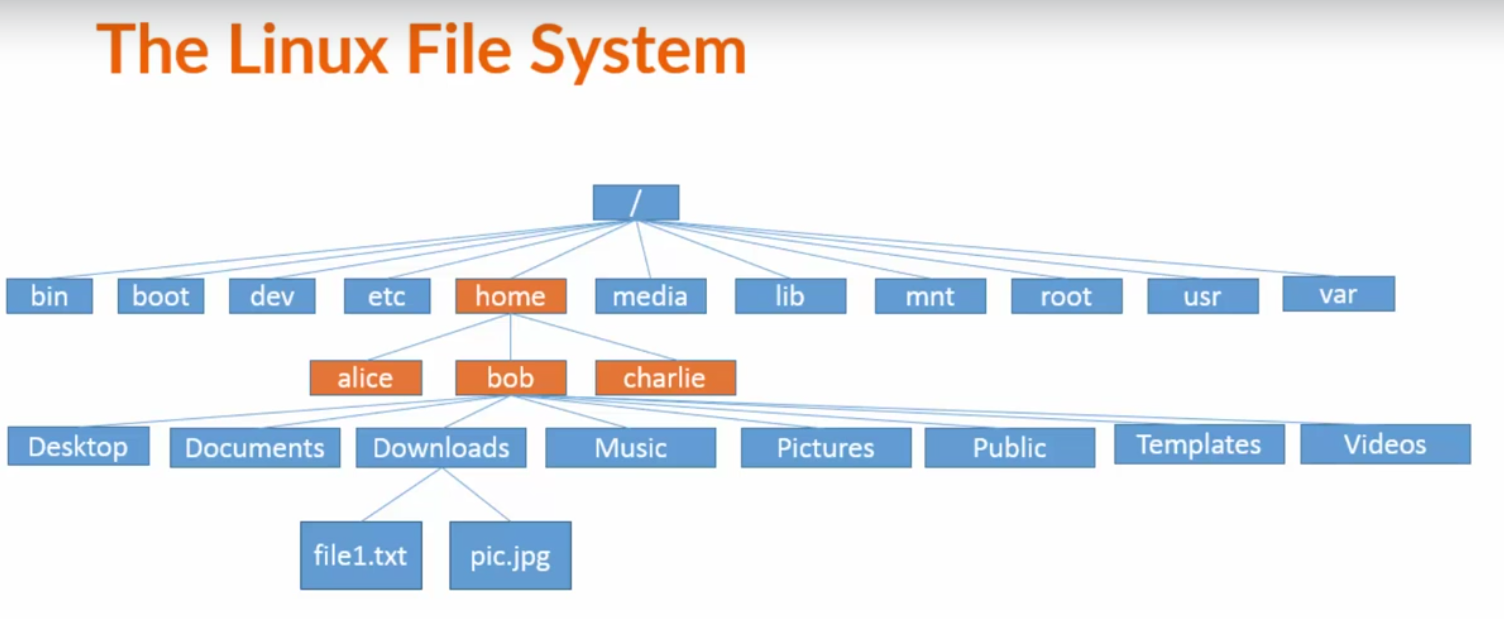 The Linux File System
/
bin boot dev etc home media lib mnt root usr var
alice bob charlie
Desktop Documents Downloads Music Pictures Public Templates Videos
file1.txt pic.jpg